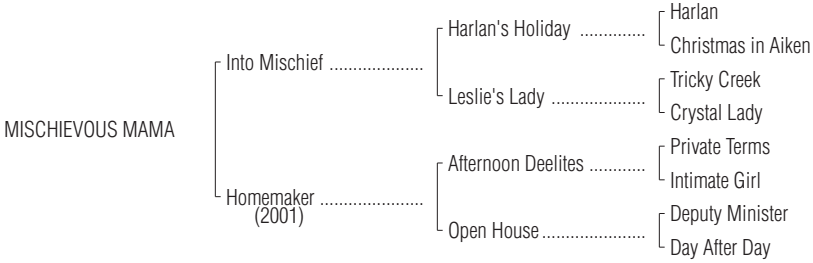 Harlan
Harlan's Holiday ..............
Christmas in Aiken
Into Mischief ....................
Tricky Creek
Leslie's Lady ....................
Crystal Lady
MISCHIEVOUS MAMA
Private Terms
Afternoon Deelites ............
Intimate Girl
Homemaker ......................
(2001)
Deputy Minister
Open House......................
Day After Day